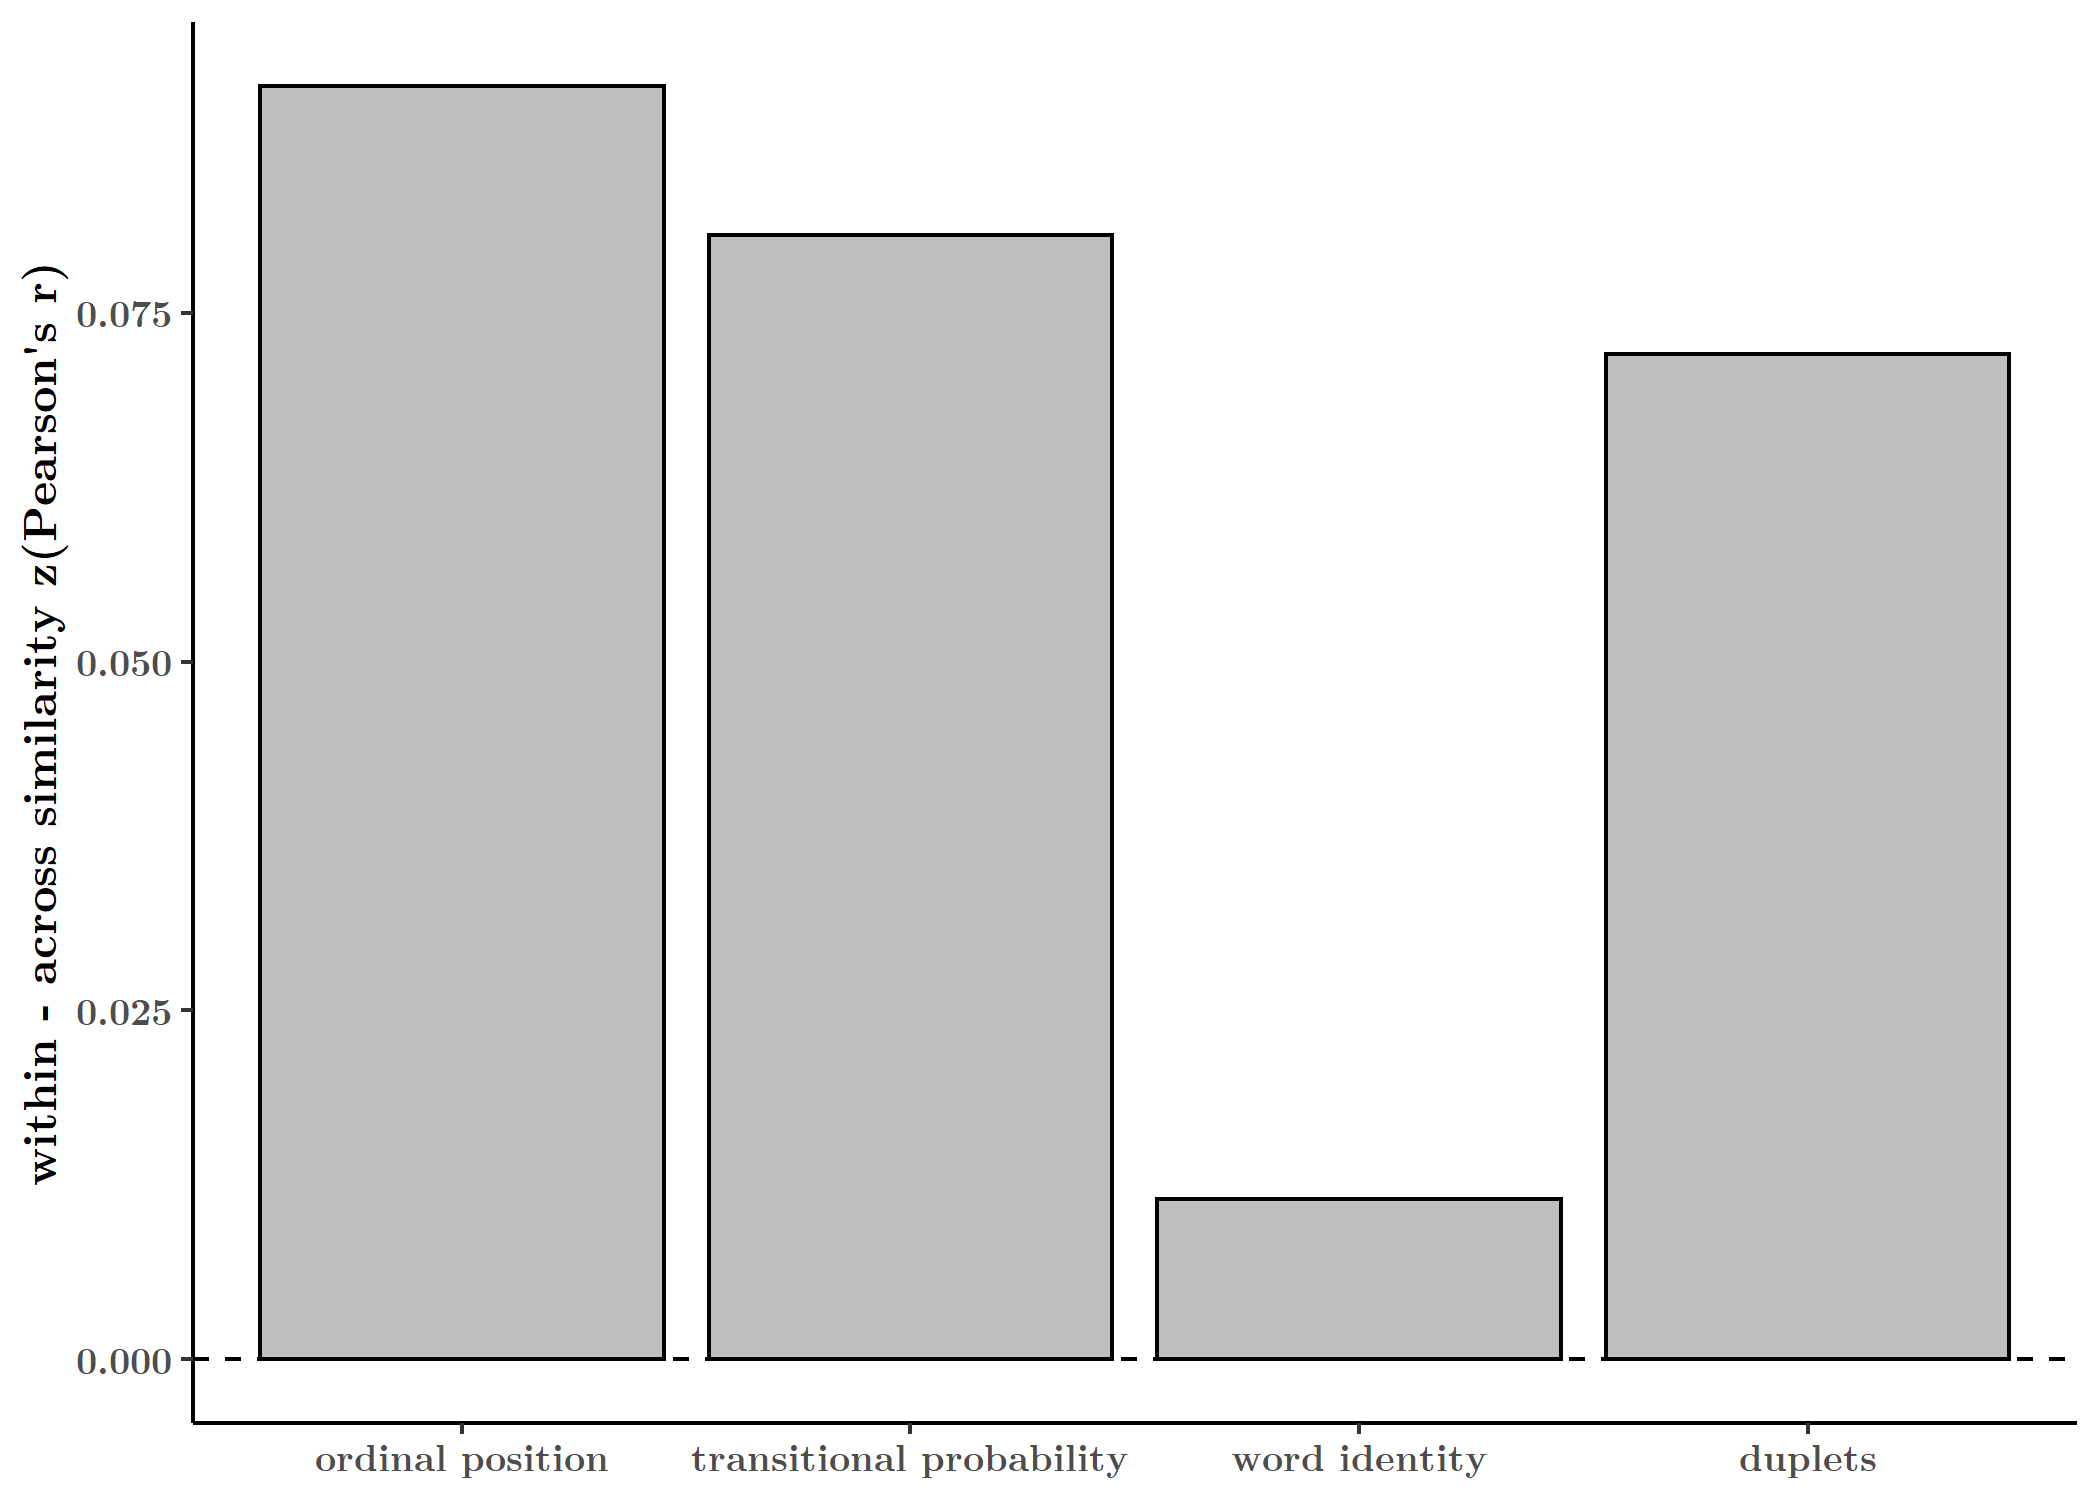 within - across similarity z(Pearson's r)
0.075
0.050
0.025
0.000
ordinal position
transitional probability
word identity
duplets